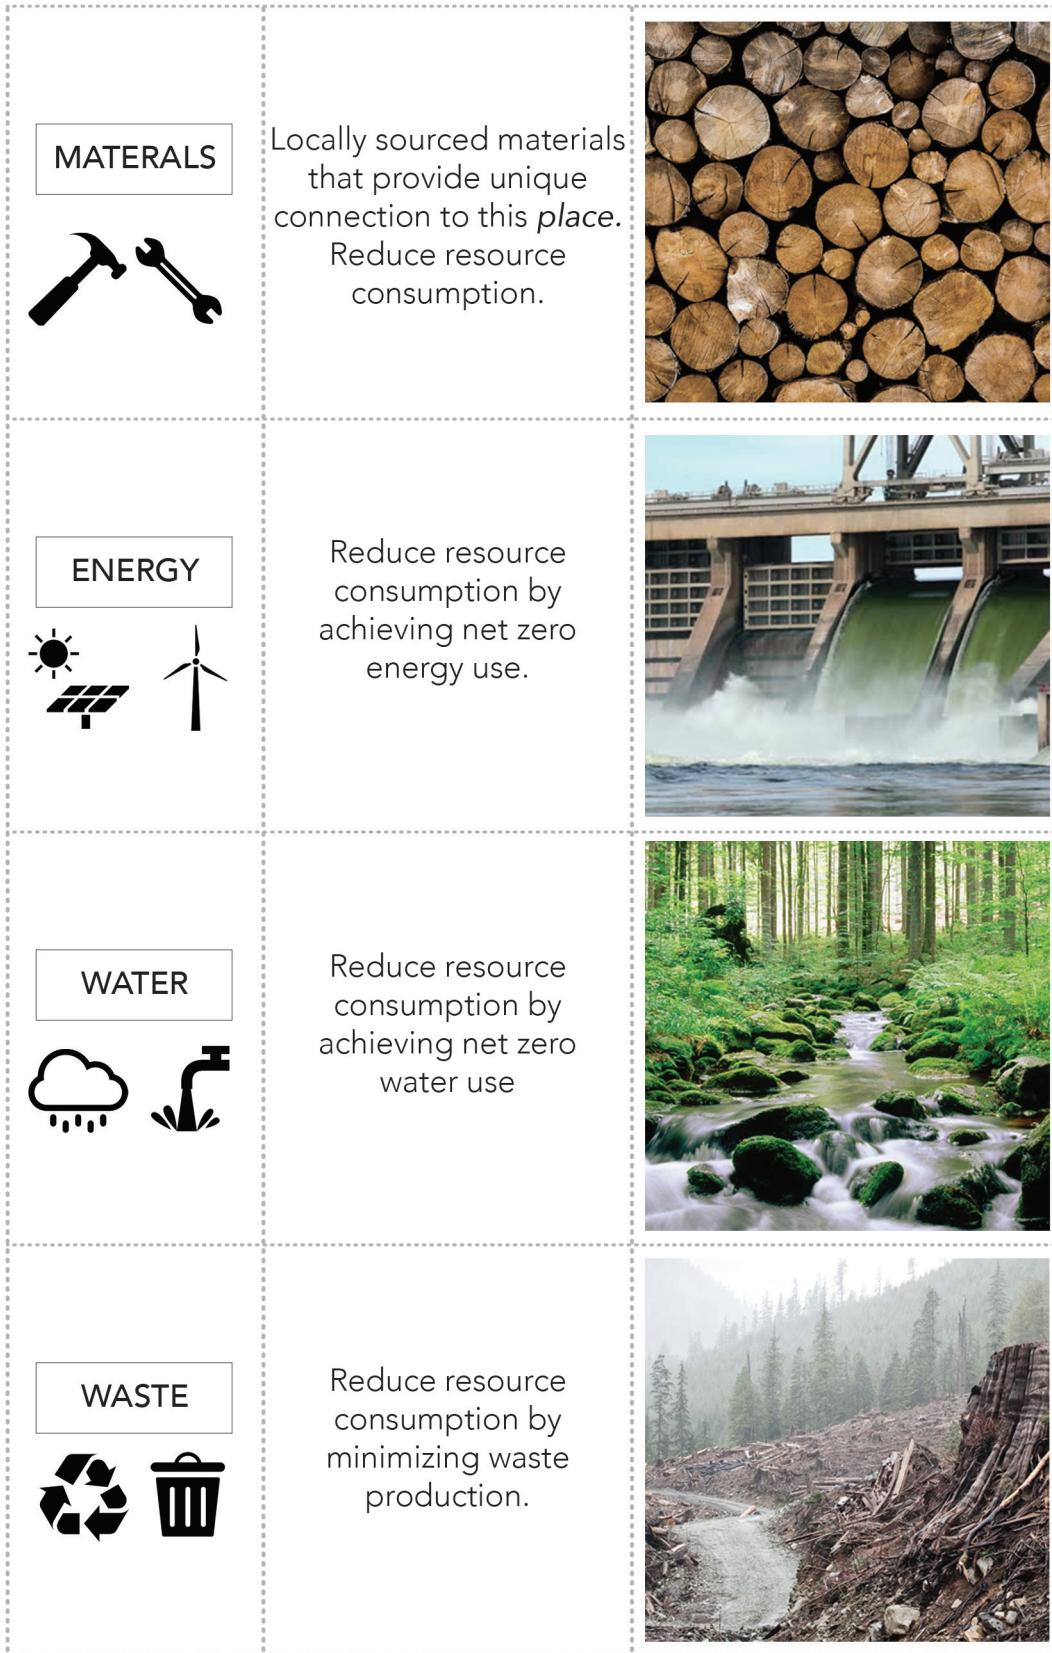 MATERALS
Locally sourced materials
that provide unique
connection to this place.
Reduce resource
consumption.
ENERGY
Reduce resource
consumption by
achieving net zero
energy use.
WATER
Reduce resource
consumption by
achieving net zero
water use
WASTE
Reduce resource
consumption by
minimizing waste
production.